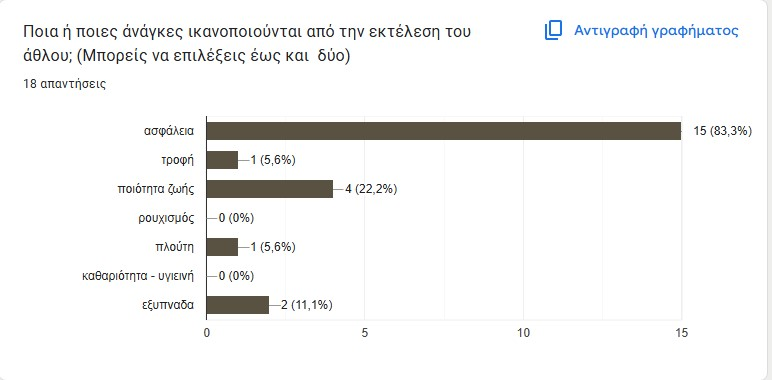 Ποια ή ποιες άνάγκες ικανοποιούνται από την εκτέλεση του
άθλου; (Μπορείς να επιλέξεις έως και  δύο)
Αντιγραφή γραφήματος
18 απαντήσεις
ασφάλεια
15 (83,3%)
τροφή
1 (5,6%)
ποιότητα ζωής
4 (22,2%)
ρουχισμός
0 (0%)
πλούτη
1 (5,6%)
καθαριότητα - υγιεινή
0 (0%)
εξυπναδα
2 (11,1%)
0
5
10
15